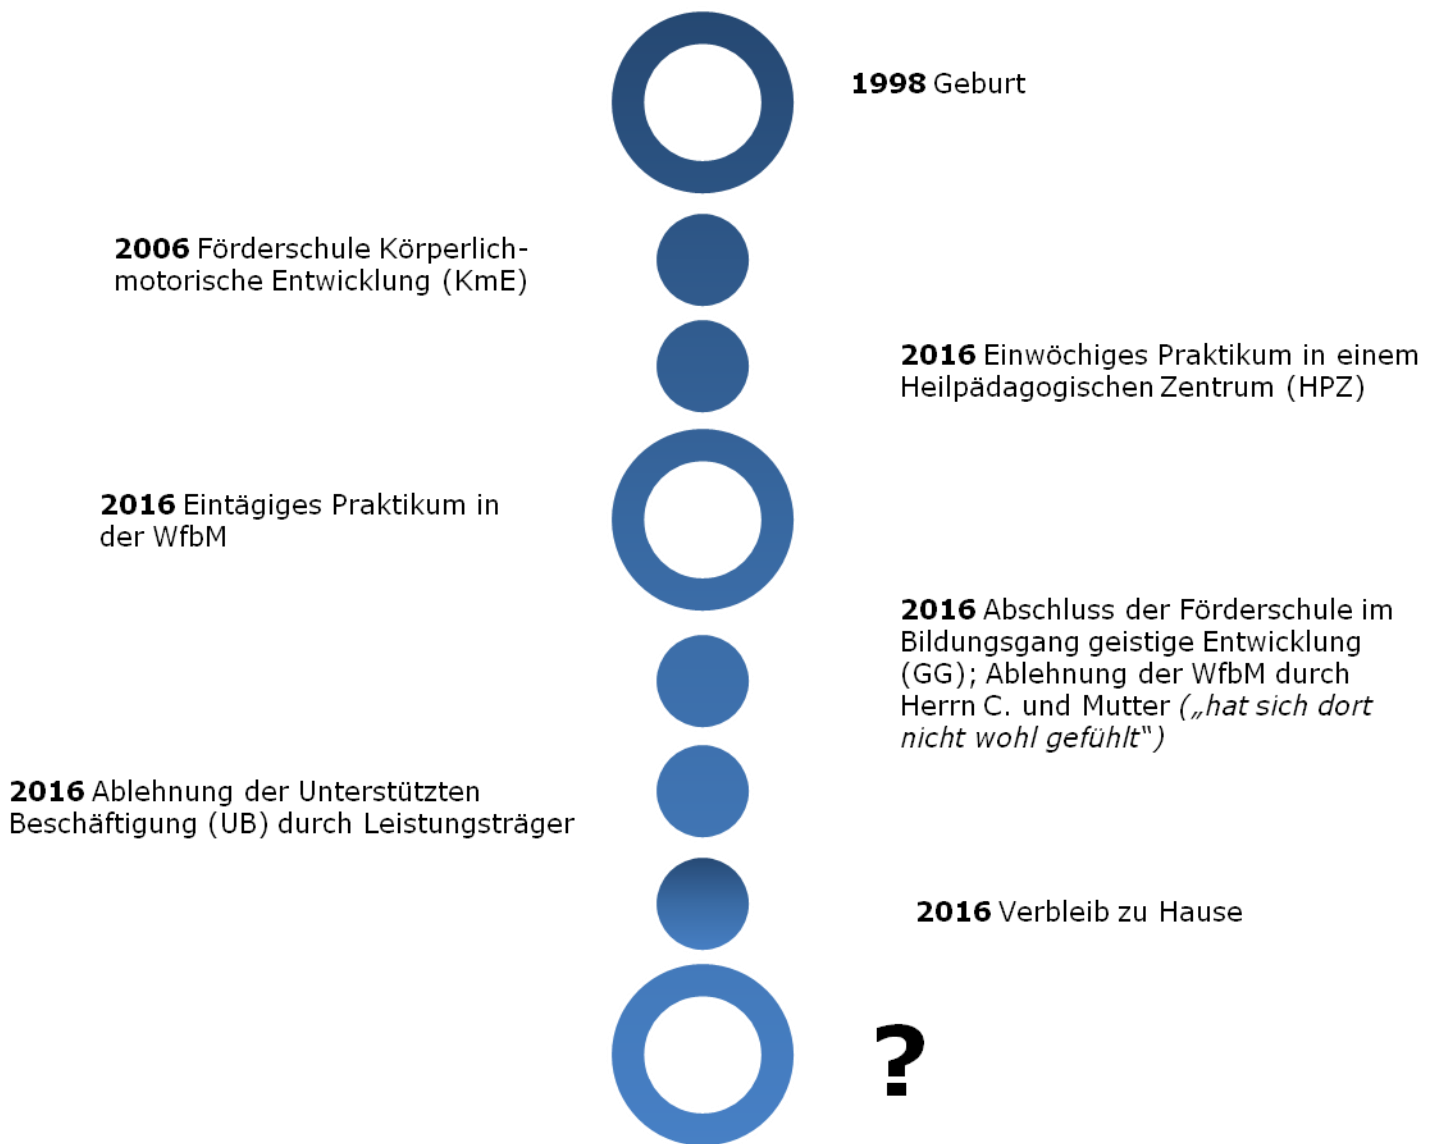 1998 Geburt
2006 Förderschule Körperlich-
motorische Entwicklung (KmE)
2016 Einwöchiges Praktikum in einem
Heilpädagogischen Zentrum (HPZ)
2016 Eintägiges Praktikum in
der WfbM
2016 Abschluss der Förderschule im
Bildungsgang geistige Entwicklung
(GG); Ablehnung der WfbM durch
Herrn C. und Mutter („hat sich dort
nicht wohl gefühlt“)
2016 Ablehnung der Unterstützten
Beschäftigung (UB) durch Leistungsträger
2016 Verbleib zu Hause
?